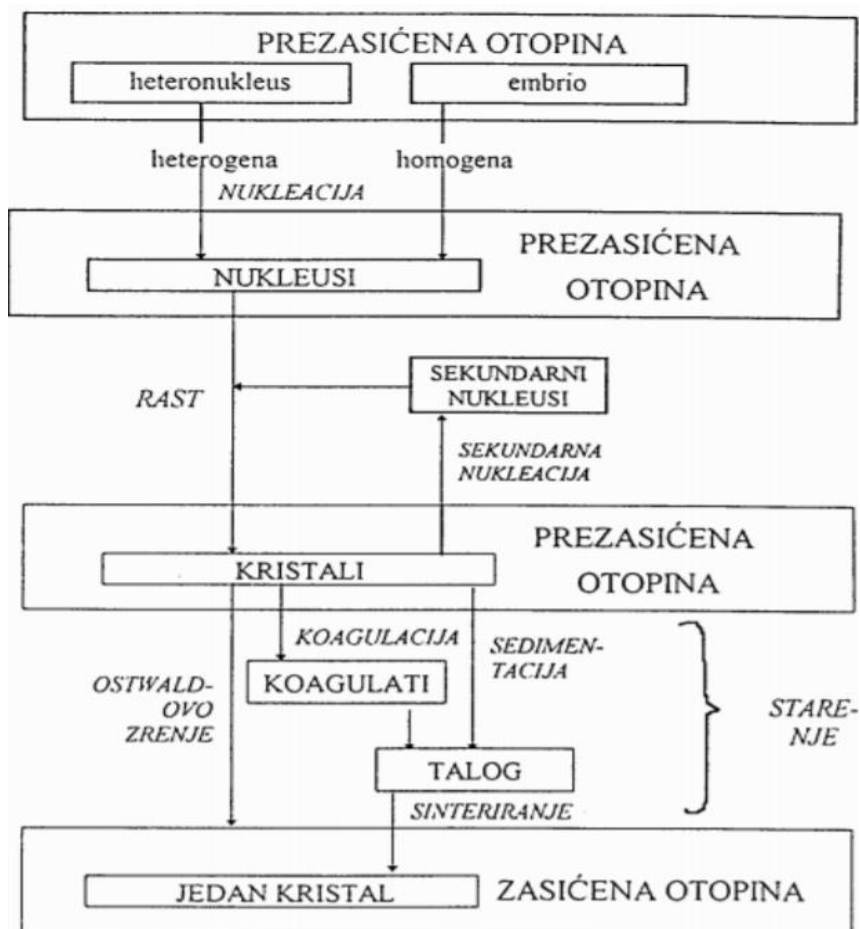 PREZASIĆENA OTOPINA
heteronukleus
embrio
heterogena
homogena
NUKLEACIJA
PREZASIĆENA
OTOPINA
NUKLEUSI
RAST
SEKUNDARNI
NUKLEUSI
SEKUNDARNA
NUKLEACIJA
PREZASIĆENA
OTOPINA
KRISTALI
KOAGULACIJA
SEDIMEN-
TACIJA
KOAGULATI
OSTWALD-
OVO
ZRENJE
STARE-
NJE
TALOG
SINTERIRANJE
JEDAN KRISTAL
ZASIĆENA OTOPINA